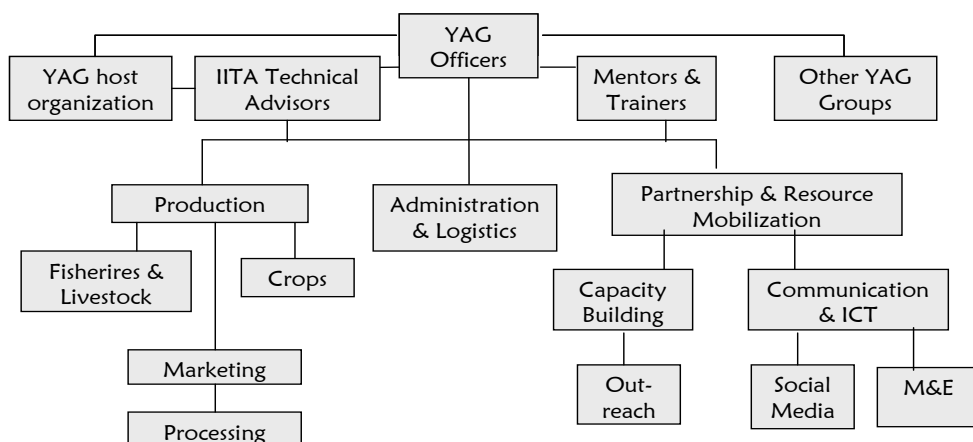 YAG
Officers
YAG host
organization
IITA Technical
Advisors
Mentors &
Trainers
Other YAG
Groups
Production
Administration
& Logistics
Partnership & Resource
Mobilization
Fisherires &
Livestock
Crops
Capacity
Building
Communication
& ICT
Marketing
Out-
reach
Social
Media
M&E
Processing